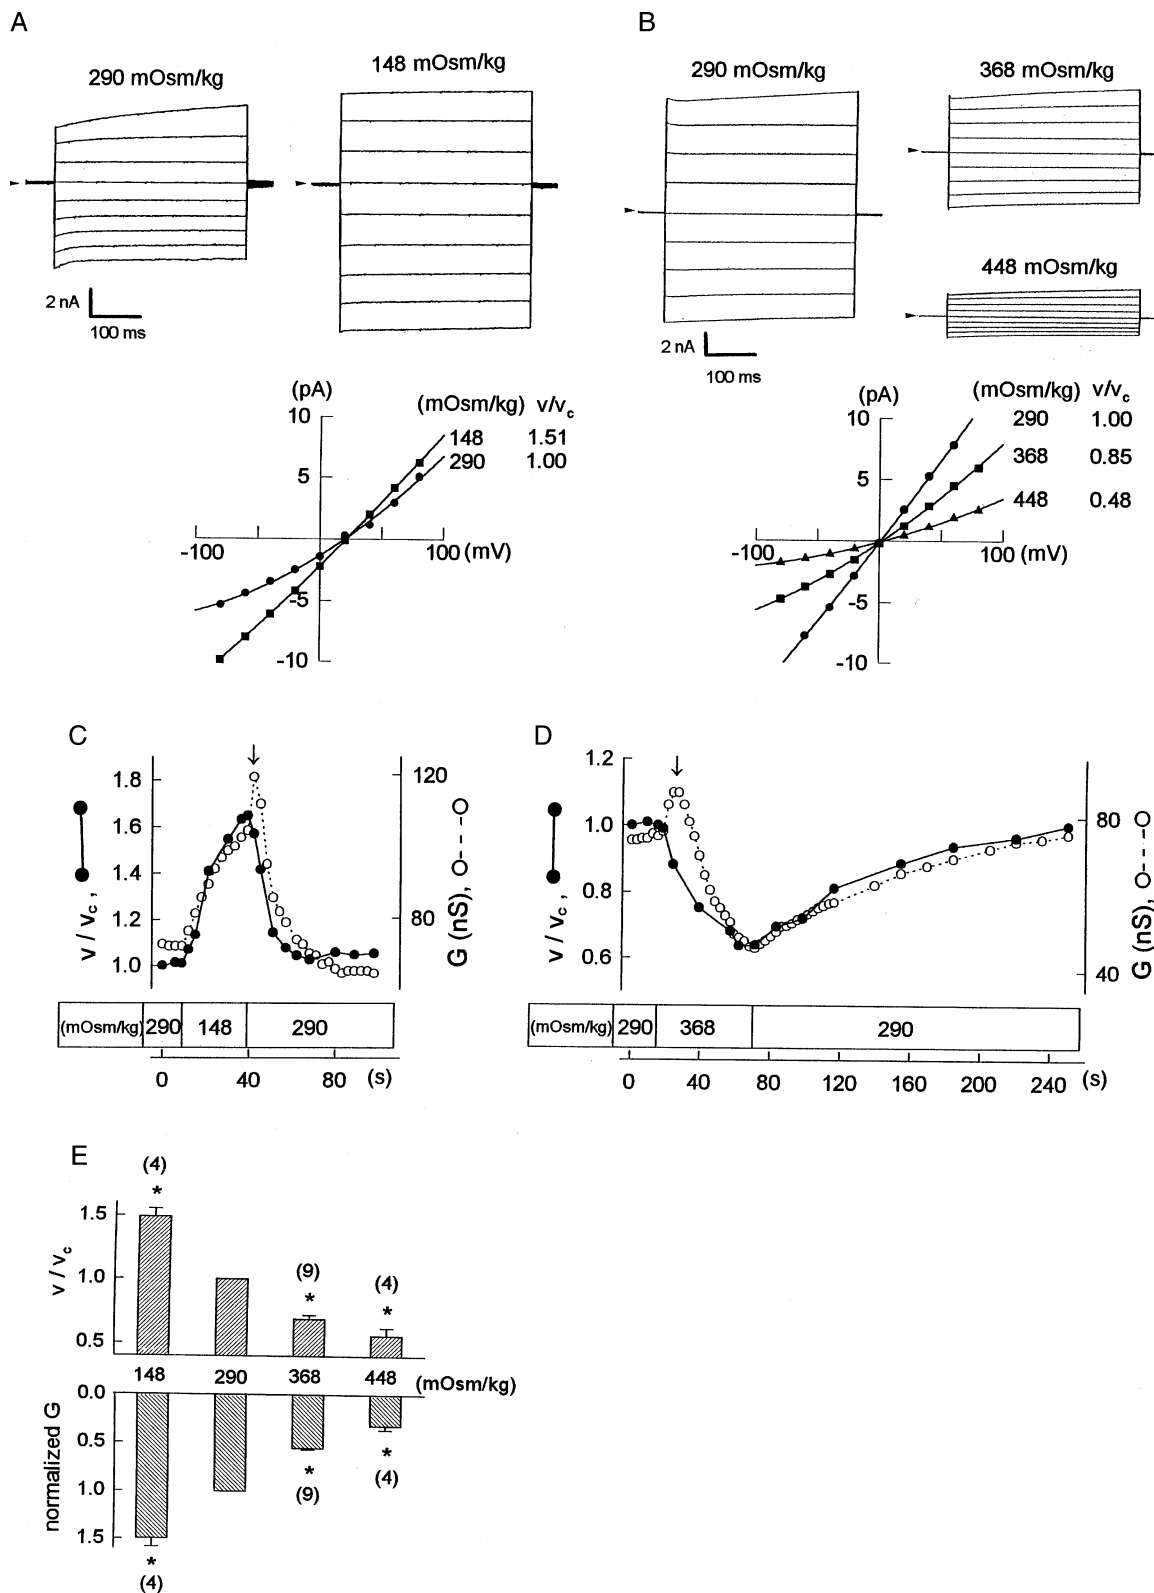 A
290 mOsm/kg
148 mOsm/kg
2 nA
100 ms
(pA)
10
5
-5
-10
-100
100 (mV)
(mOsm/kg) v/vc
148 1.51
290 1.00
B
290 mOsm/kg
368 mOsm/kg
448 mOsm/kg
2 nA
100 ms
(pA)
10
5
-5
-10
-100
100 (mV)
(mOsm/kg) v/vc
290 1.00
368 0.85
448 0.48
C
v / vc ,
1.8
1.6
1.4
1.2
1.0
120
80
G (nS),
(mOsm/kg) 290 148 290
0 40 80 (s)
D
v / vc ,
1.2
1.0
0.8
0.6
80
40
G (nS),
(mOsm/kg) 290 368 290
0 40 80 120 160 200 240 (s)
E
(4)
*
(9)
*
(4)
*
v / vc
1.5
1.0
0.5
148 290 368 448 (mOsm/kg)
normalized G
0.0
0.5
1.0
1.5
*
(4)
*
(9)
*
(4)